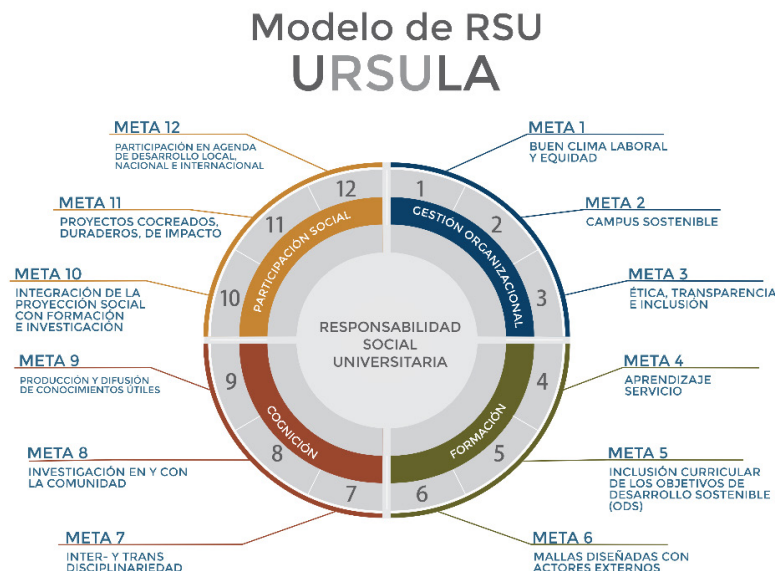 Modelo de RSU
URSULA
META 12
PARTICIPACIÓN EN AGENDA
DE DESARROLLO LOCAL,
NACIONAL E INTERNACIONAL
META 11
PROYECTOS COCREADOS,
DURADEROS, DE IMPACTO
META 10
INTEGRACIÓN DE LA
PROYECCIÓN SOCIAL
CON FORMACIÓN
E INVESTIGACIÓN
META 9
PRODUCCIÓN Y DIFUSIÓN
DE CONOCIMIENTOS ÚTILES
META 8
INVESTIGACIÓN EN Y CON
LA COMUNIDAD
META 7
INTER- Y TRANS
DISCIPLINARIEDAD
12
11
10
9
8
7
PARTICIPACIÓN SOCIAL
COGNICIÓN
RESPONSABILIDAD
SOCIAL
UNIVERSITARIA
GESTIÓN ORGANIZACIONAL
FORMACIÓN
1
2
3
4
5
6
META 1
BUEN CLIMA LABORAL
Y EQUIDAD
META 2
CAMPUS SOSTENIBLE
META 3
ÉTICA, TRANSPARENCIA
E INCLUSIÓN
META 4
APRENDIZAJE
SERVICIO
META 5
INCLUSIÓN CURRICULAR
DE LOS OBJETIVOS DE
DESARROLLO SOSTENIBLE
(ODS)
META 6
MALLAS DISEÑADAS CON
ACTORES EXTERNOS